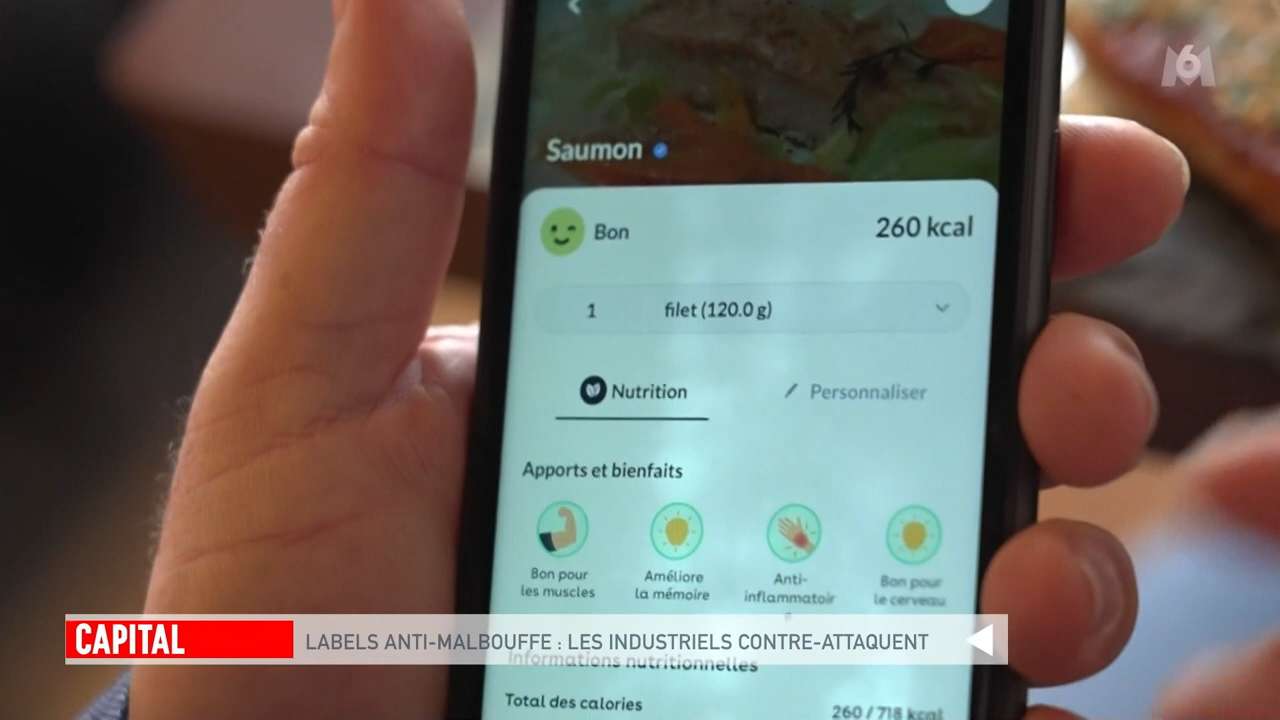 M6
Saumon
Bon
260 kcal
1 filet (120.0 g)
Nutrition
Personnaliser
Apports et bienfaits
Bon pour
les muscles
Améliore
la mémoire
Anti-
inflammatoir
e
Bon pour
le cerveau
CAPITAL
LABELS ANTI-MALBOUFFE : LES INDUSTRIELS CONTRE-ATTAQUENT
Informations nutritionnelles
Total des calories
260 / 718 kcal